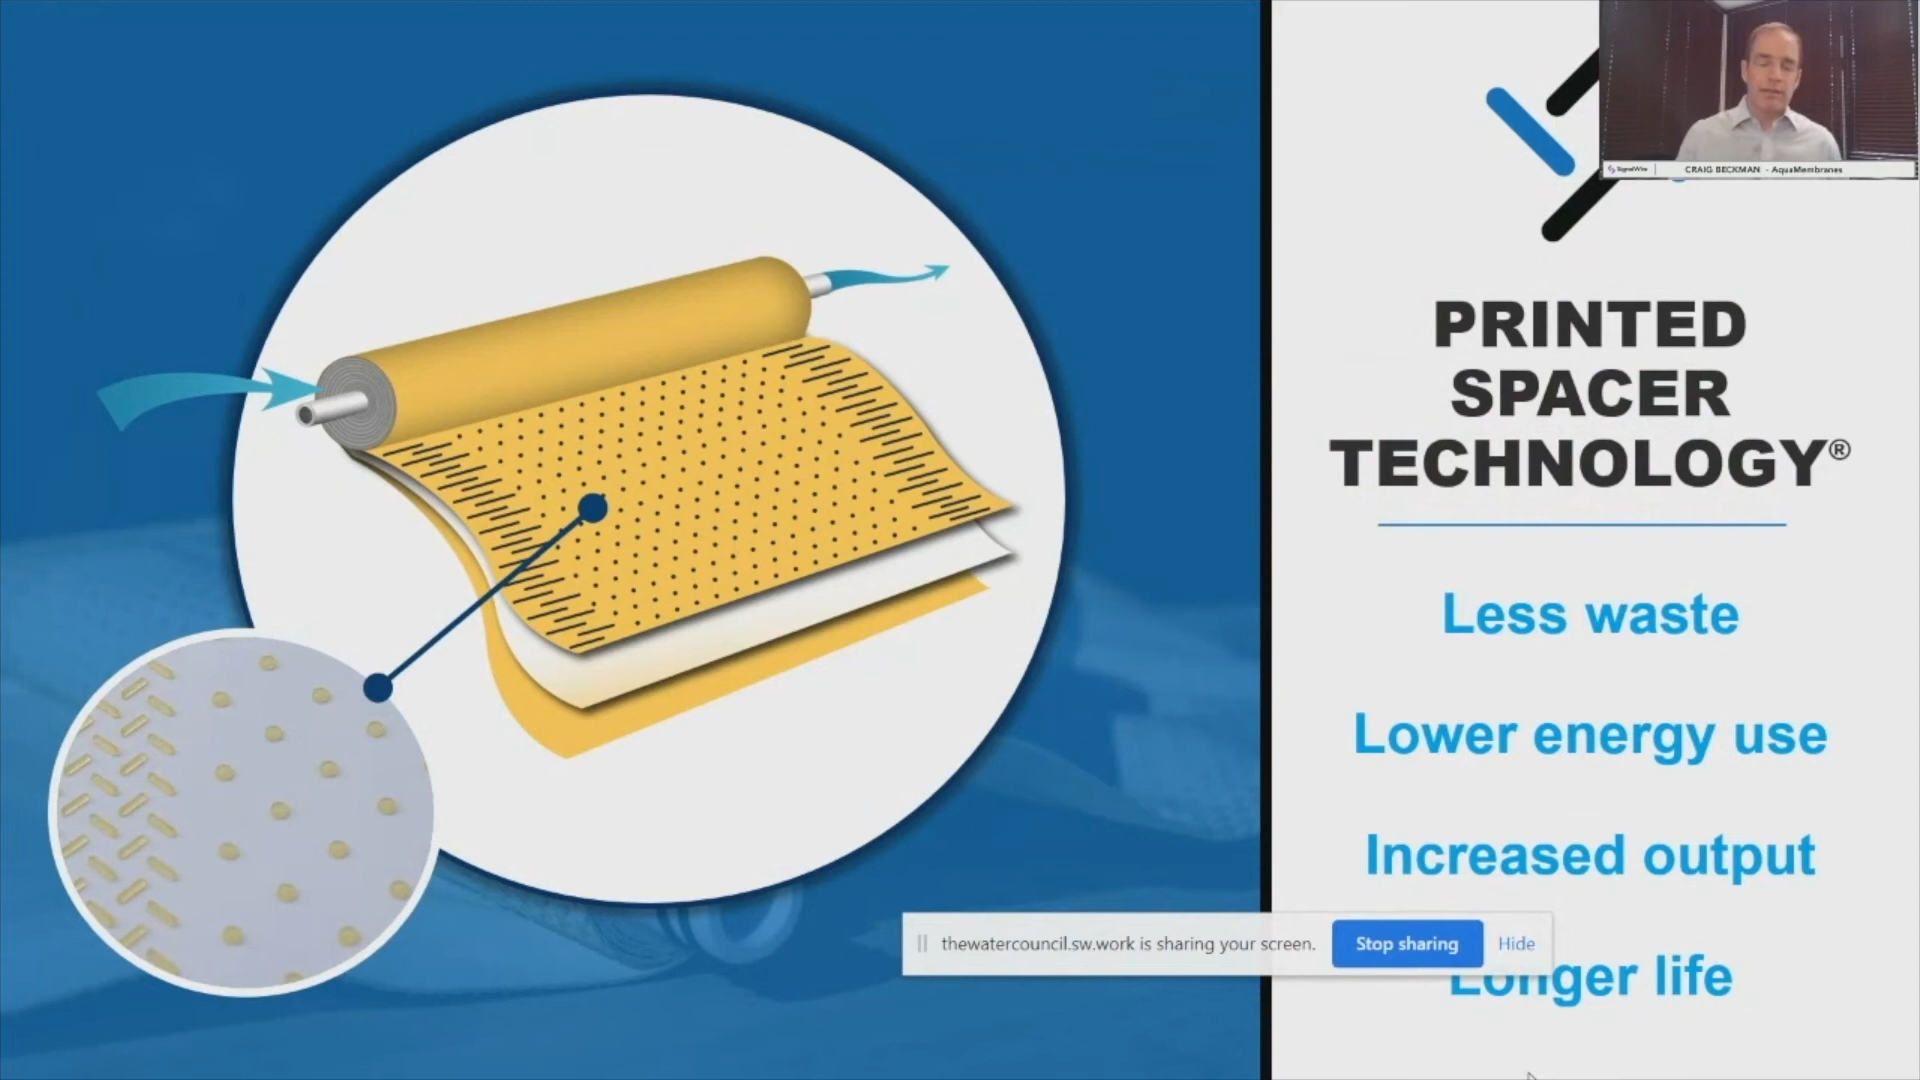 SignalWire
CRAIG BECKMAN - AquaMembranes
PRINTED
SPACER
TECHNOLOGY®
Less waste
Lower energy use
Increased output
thewatercouncil.sw.work is sharing your screen.
Stop sharing
Hide
Longer life